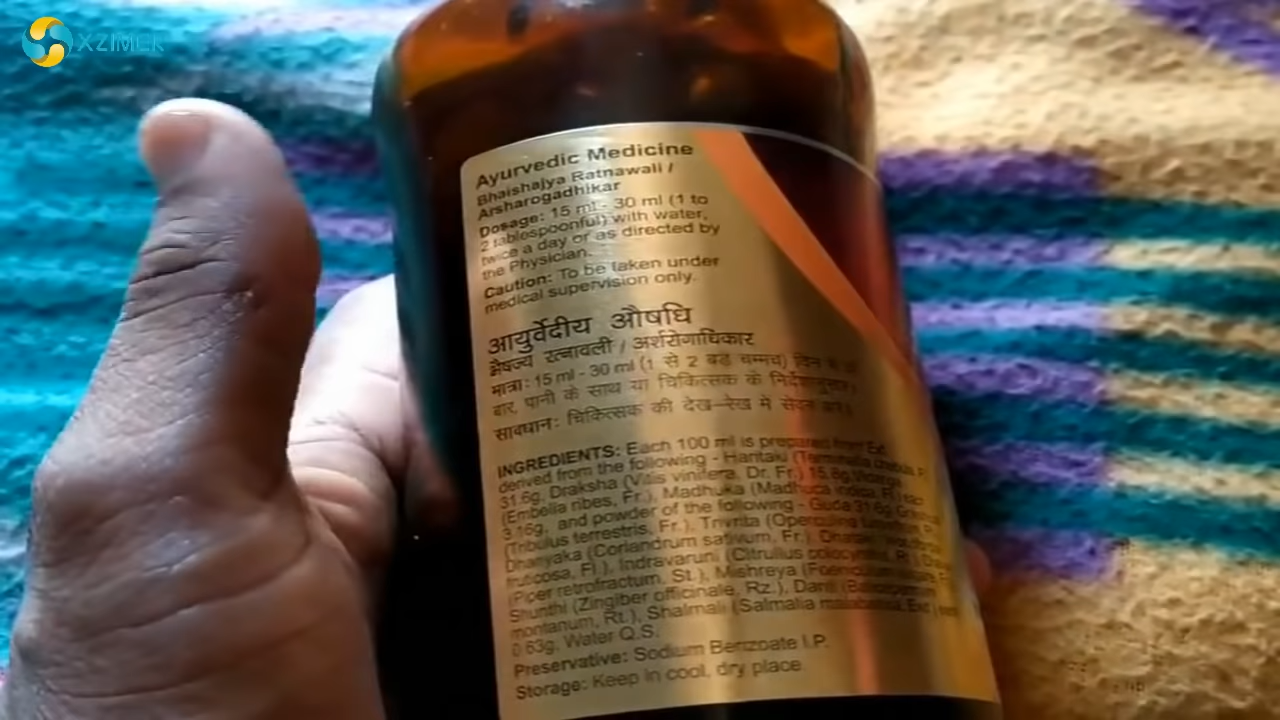 XZIMER
Ayurvedic Medicine
Bhaishajya Ratnawali /
Arsharogadhikar
Dosage: 15 ml - 30 ml (1 to
2 tablespoonful) with water,
twice a day or as directed by
the Physician.
Caution: To be taken under
medical supervision only.
आयुर्वेदीय औषधि
भैषज्य रत्नावली / अर्शरोगाधिकार
मात्रा: 15 ml - 30 ml (1 से 2 बड़े चम्मच) दिन में
बार, पानी के साथ या चिकित्सक के निर्देशानुसार।
सावधान: चिकित्सक की देख-रेख में सेवन करें।
INGREDIENTS: Each 100 ml is prepared from Ext.
derived from the following - Haritaki (Terminalia chebula, P.
31.6g, Draksha (Vitis vinifera, Dr. Fr.) 15.8g,
(Embelia ribes, Fr.), Madhuka (Madhuca indica, Fl.)
3.16g, and powder of the following - Guda 31.6g,
(Tribulus terrestris, Fr.), Trivrita (Operculina
Dhanyaka (Coriandrum sativum, Fr.),
fruticosa, Fl.), Indravaruni (Citrullus colocynthis,
(Piper retrofractum, St.), Mishreya (Foeniculum
Shunthi (Zingiber officinale, Rz.), Danti (Baliospermum
montanum, Rt.), Shalmali (Salmalia malabarica, Exd.)
0.63g, Water Q.S.
Preservative: Sodium Benzoate I.P.
Storage: Keep in cool, dry place.